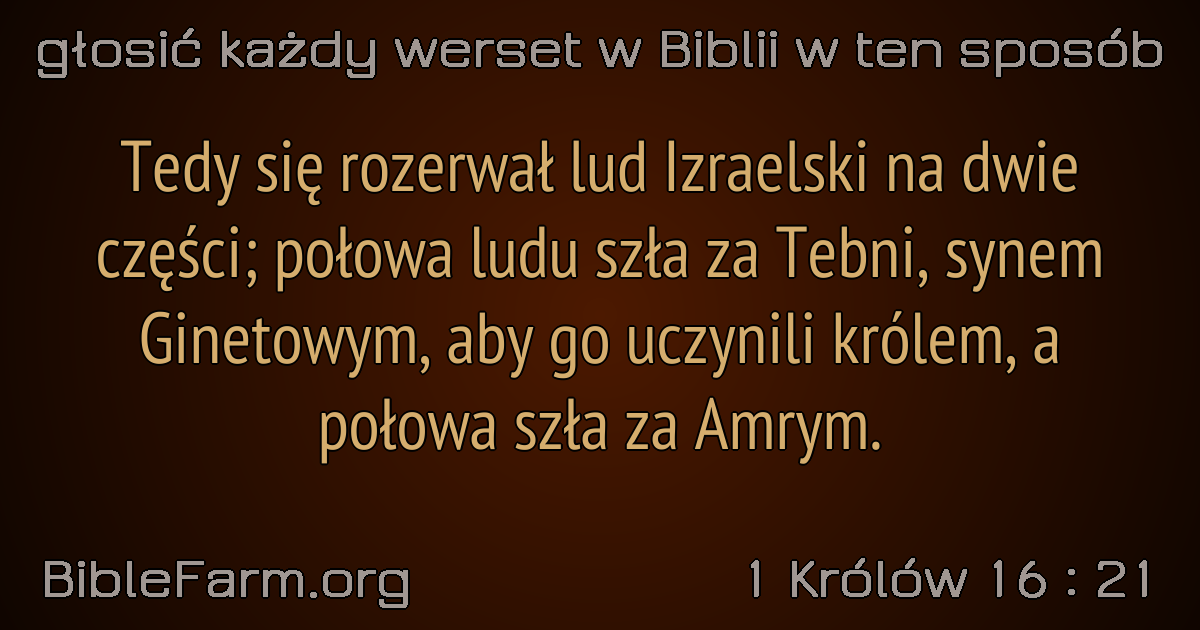 głosić każdy werset w Biblii w ten sposób
Tedy się rozerwał lud Izraelski na dwie
części; połowa ludu szła za Tebni, synem
Ginetowym, aby go uczynili królem, a
połowa szła za Amrym.
BibleFarm.org
1 Królów 16 : 21